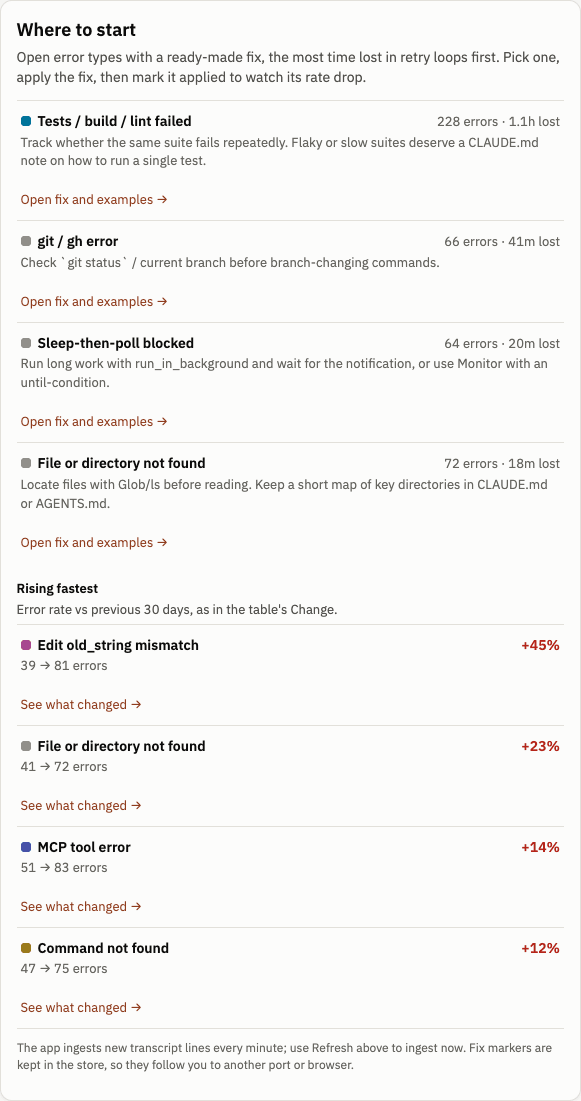 Where to start
Open error types with a ready-made fix, the most time lost in retry loops first. Pick one,
apply the fix, then mark it applied to watch its rate drop.
Tests / build / lint failed
228 errors · 1.1h lost
Track whether the same suite fails repeatedly. Flaky or slow suites deserve a CLAUDE.md
note on how to run a single test.
Open fix and examples →
git / gh error
66 errors · 41m lost
Check `git status` / current branch before branch-changing commands.
Open fix and examples →
Sleep-then-poll blocked
64 errors · 20m lost
Run long work with run_in_background and wait for the notification, or use Monitor with an
until-condition.
Open fix and examples →
File or directory not found
72 errors · 18m lost
Locate files with Glob/ls before reading. Keep a short map of key directories in CLAUDE.md
or AGENTS.md.
Open fix and examples →
Rising fastest
Error rate vs previous 30 days, as in the table's Change.
Edit old_string mismatch
+45%
39 → 81 errors
See what changed →
File or directory not found
+23%
41 → 72 errors
See what changed →
MCP tool error
+14%
51 → 83 errors
See what changed →
Command not found
+12%
47 → 75 errors
See what changed →
The app ingests new transcript lines every minute; use Refresh above to ingest now. Fix markers are
kept in the store, so they follow you to another port or browser.